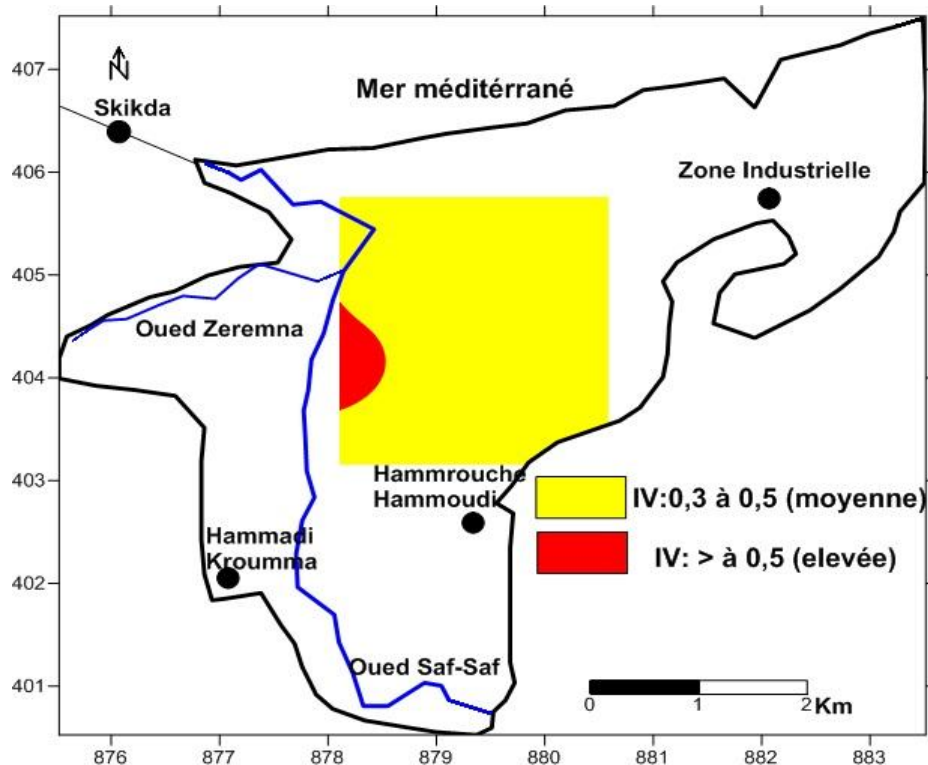 407
406
405
404
403
402
401
N
Skikda
Mer méditérrané
Zone Industrielle
Oued Zeremna
Hammrouche
Hammoudi
Hammadi
Kroumma
Oued Saf-Saf
IV:0,3 à 0,5 (moyenne)
IV: > à 0,5 (elevée)
0 1 2 Km
876 877 878 879 880 881 882 883